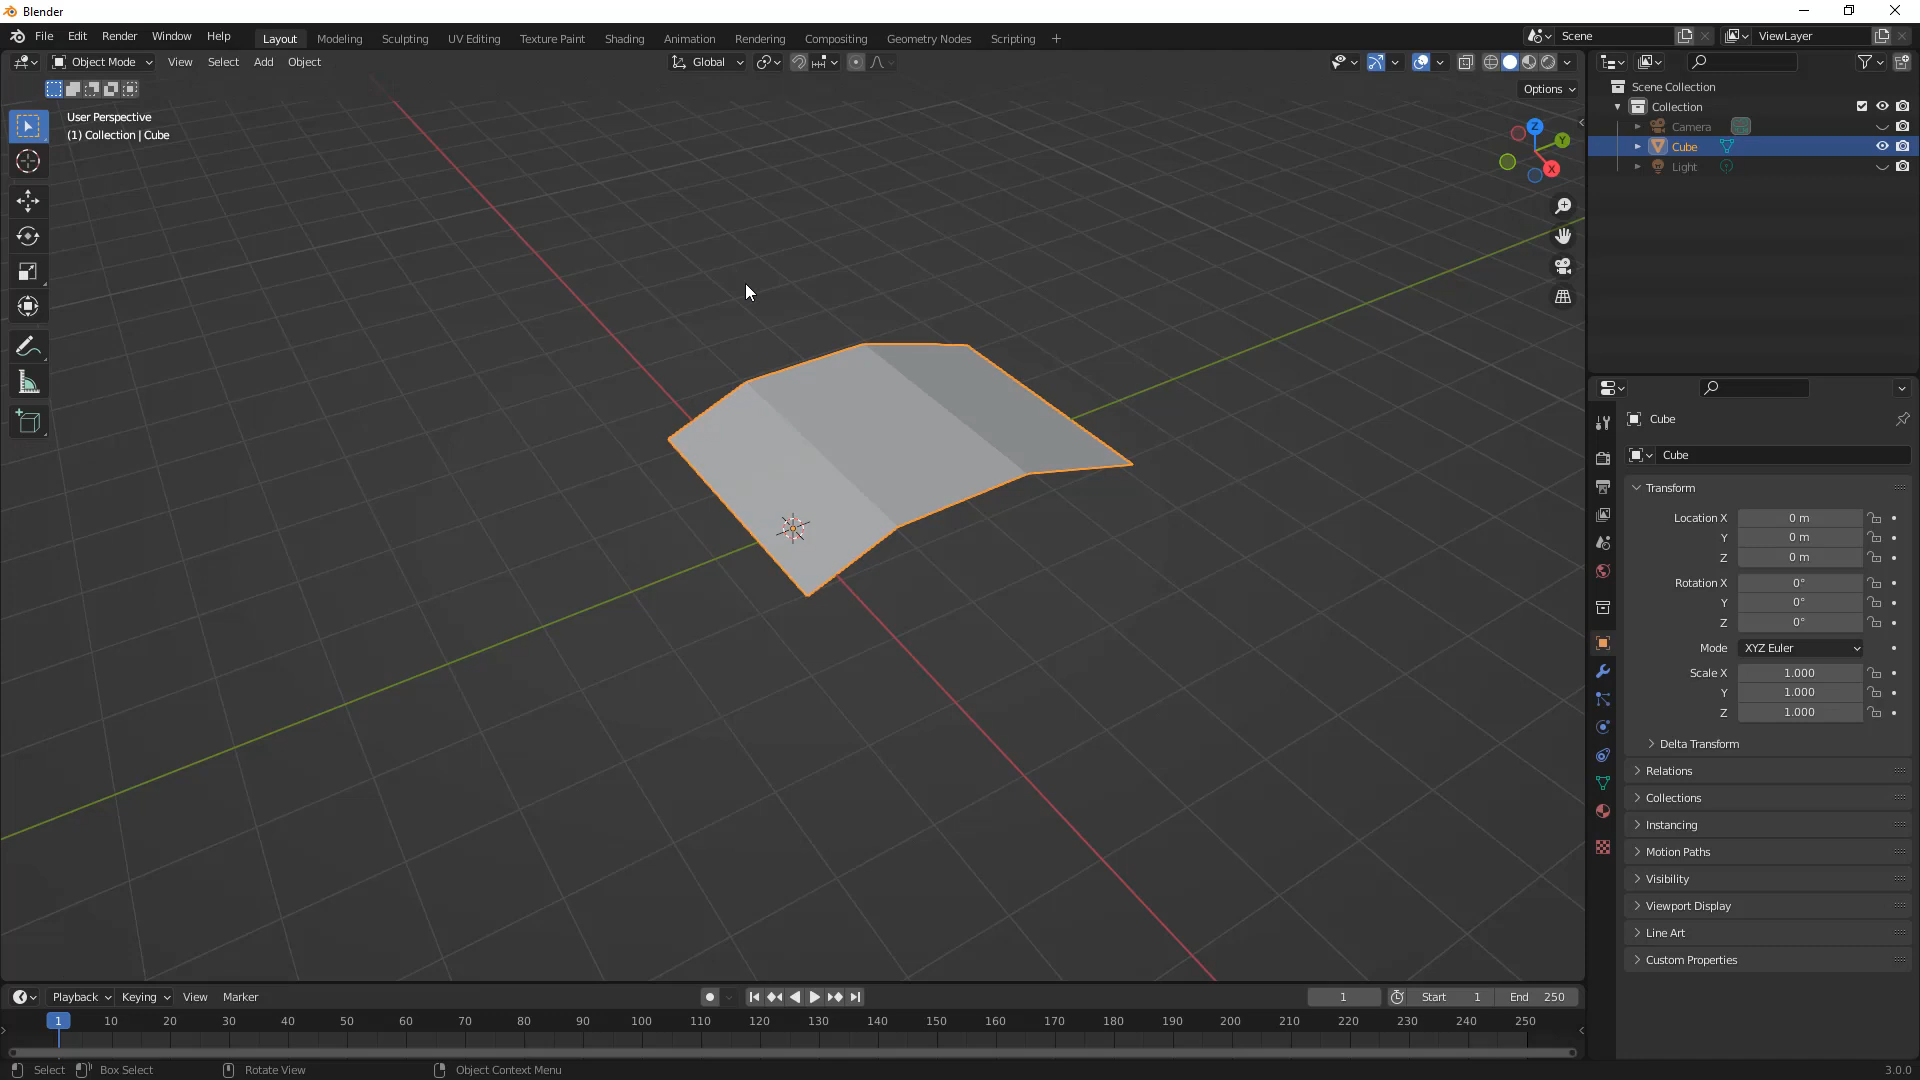 Blender
File Edit Render Window Help Layout Modeling Sculpting UV Editing Texture Paint Shading Animation Rendering Compositing Geometry Nodes Scripting + Scene ViewLayer
Object Mode View Select Add Object Global
Options
User Perspective
(1) Collection | Cube
Z
Y
X
Scene Collection
Collection
Camera
Cube
Light
Cube
Cube
Transform
Location X 0 m
Y 0 m
Z 0 m
Rotation X 0°
Y 0°
Z 0°
Mode XYZ Euler
Scale X 1.000
Y 1.000
Z 1.000
Delta Transform
Relations
Collections
Instancing
Motion Paths
Visibility
Viewport Display
Line Art
Custom Properties
Playback Keying View Marker 1 Start 1 End 250
1 10 20 30 40 50 60 70 80 90 100 110 120 130 140 150 160 170 180 190 200 210 220 230 240 250
Select Box Select Rotate View Object Context Menu 3.0.0